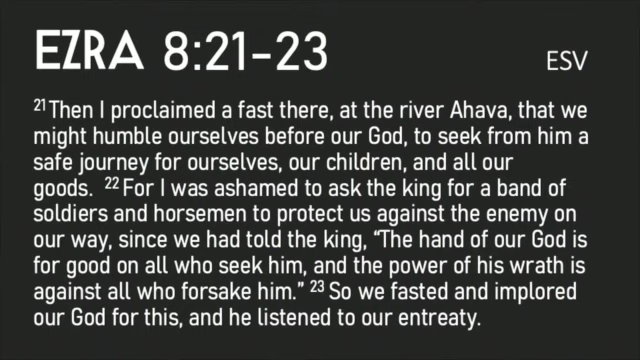 EZRA 8:21-23
ESV
21 Then I proclaimed a fast there, at the river Ahava, that we
might humble ourselves before our God, to seek from him a
safe journey for ourselves, our children, and all our
goods. 22 For I was ashamed to ask the king for a band of
soldiers and horsemen to protect us against the enemy on
our way, since we had told the king, “The hand of our God is
for good on all who seek him, and the power of his wrath is
against all who forsake him.” 23 So we fasted and implored
our God for this, and he listened to our entreaty.